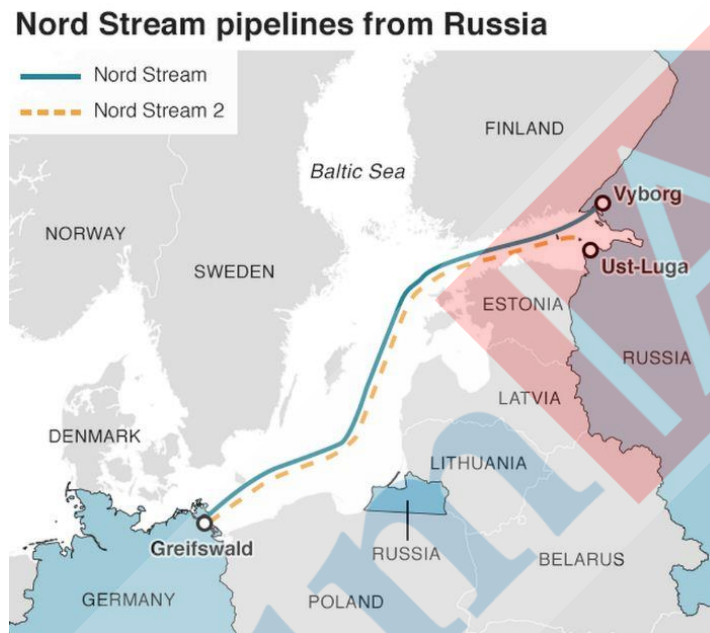 Nord Stream pipelines from Russia
Nord Stream
Nord Stream 2
FINLAND
Baltic Sea
Vyborg
NORWAY
SWEDEN
Ust-Luga
ESTONIA
RUSSIA
LATVIA
DENMARK
LITHUANIA
Greifswald
RUSSIA
BELARUS
GERMANY
POLAND